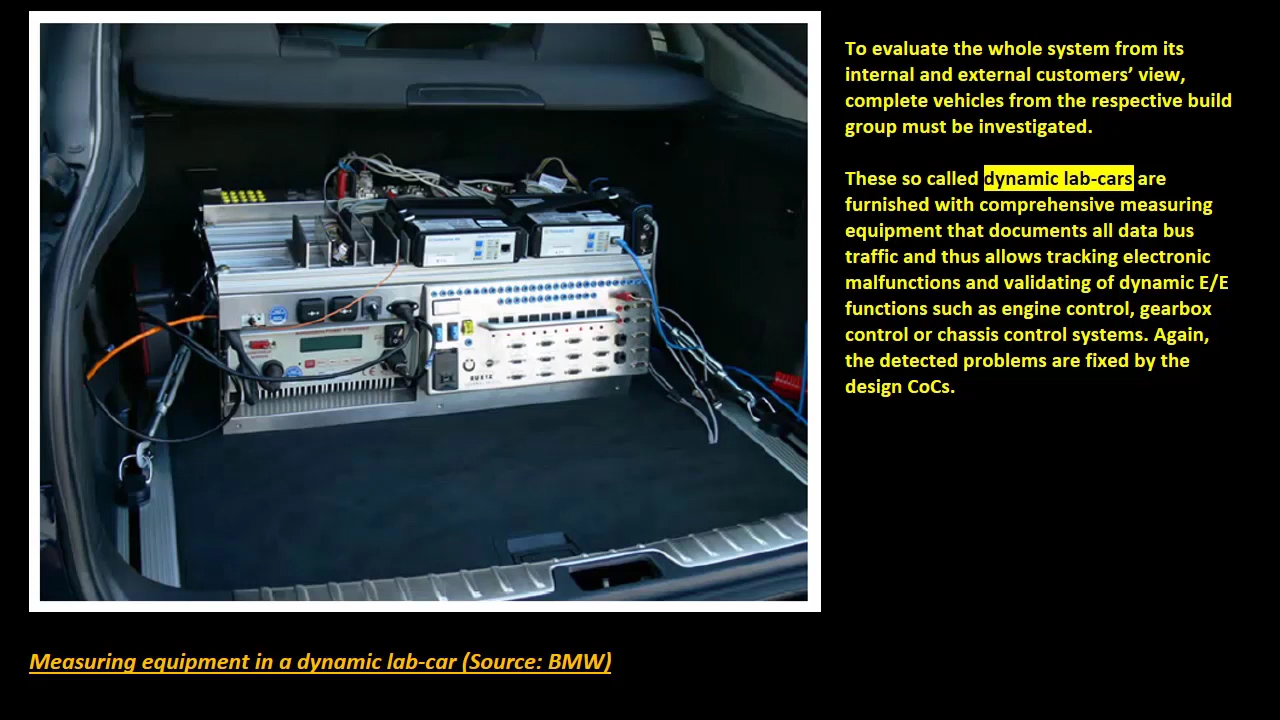 To evaluate the whole system from its
internal and external customers’ view,
complete vehicles from the respective build
group must be investigated.
These so called dynamic lab-cars are
furnished with comprehensive measuring
equipment that documents all data bus
traffic and thus allows tracking electronic
malfunctions and validating of dynamic E/E
functions such as engine control, gearbox
control or chassis control systems. Again,
the detected problems are fixed by the
design CoCs.
Measuring equipment in a dynamic lab-car (Source: BMW)